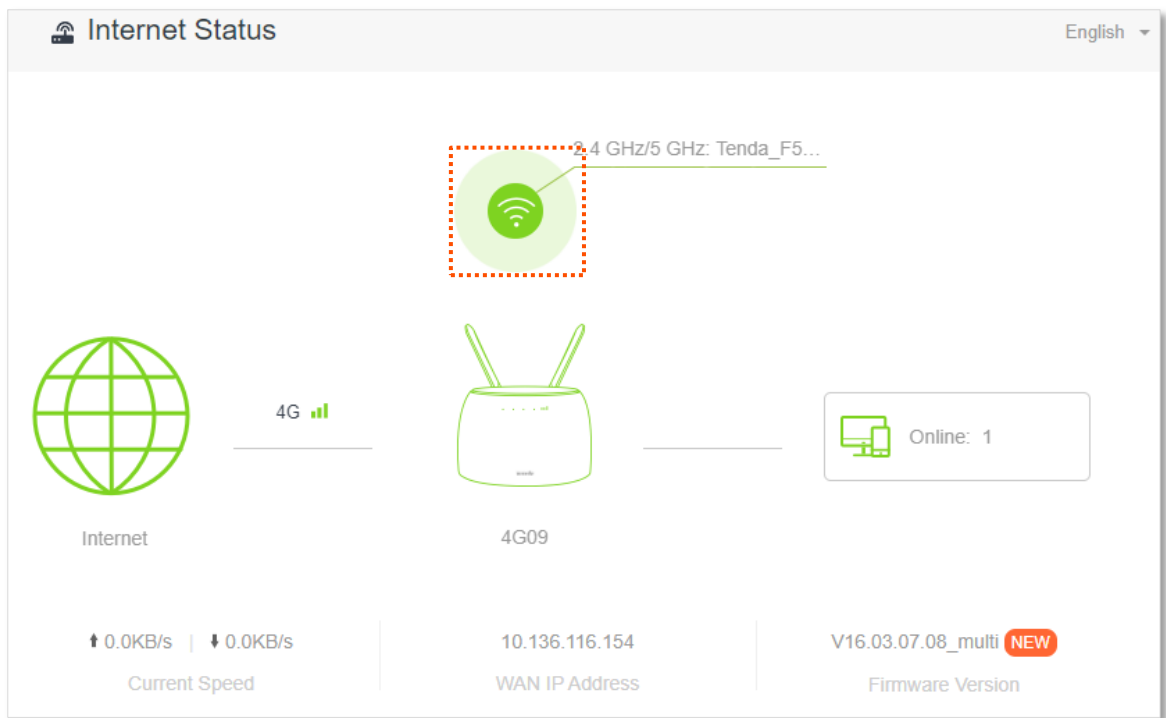 Internet Status
English
2.4 GHz/5 GHz: Tenda_F5...
4G
Online: 1
Internet
4G09
0.0KB/s | 0.0KB/s
10.136.116.154
V16.03.07.08_multi NEW
Current Speed
WAN IP Address
Firmware Version